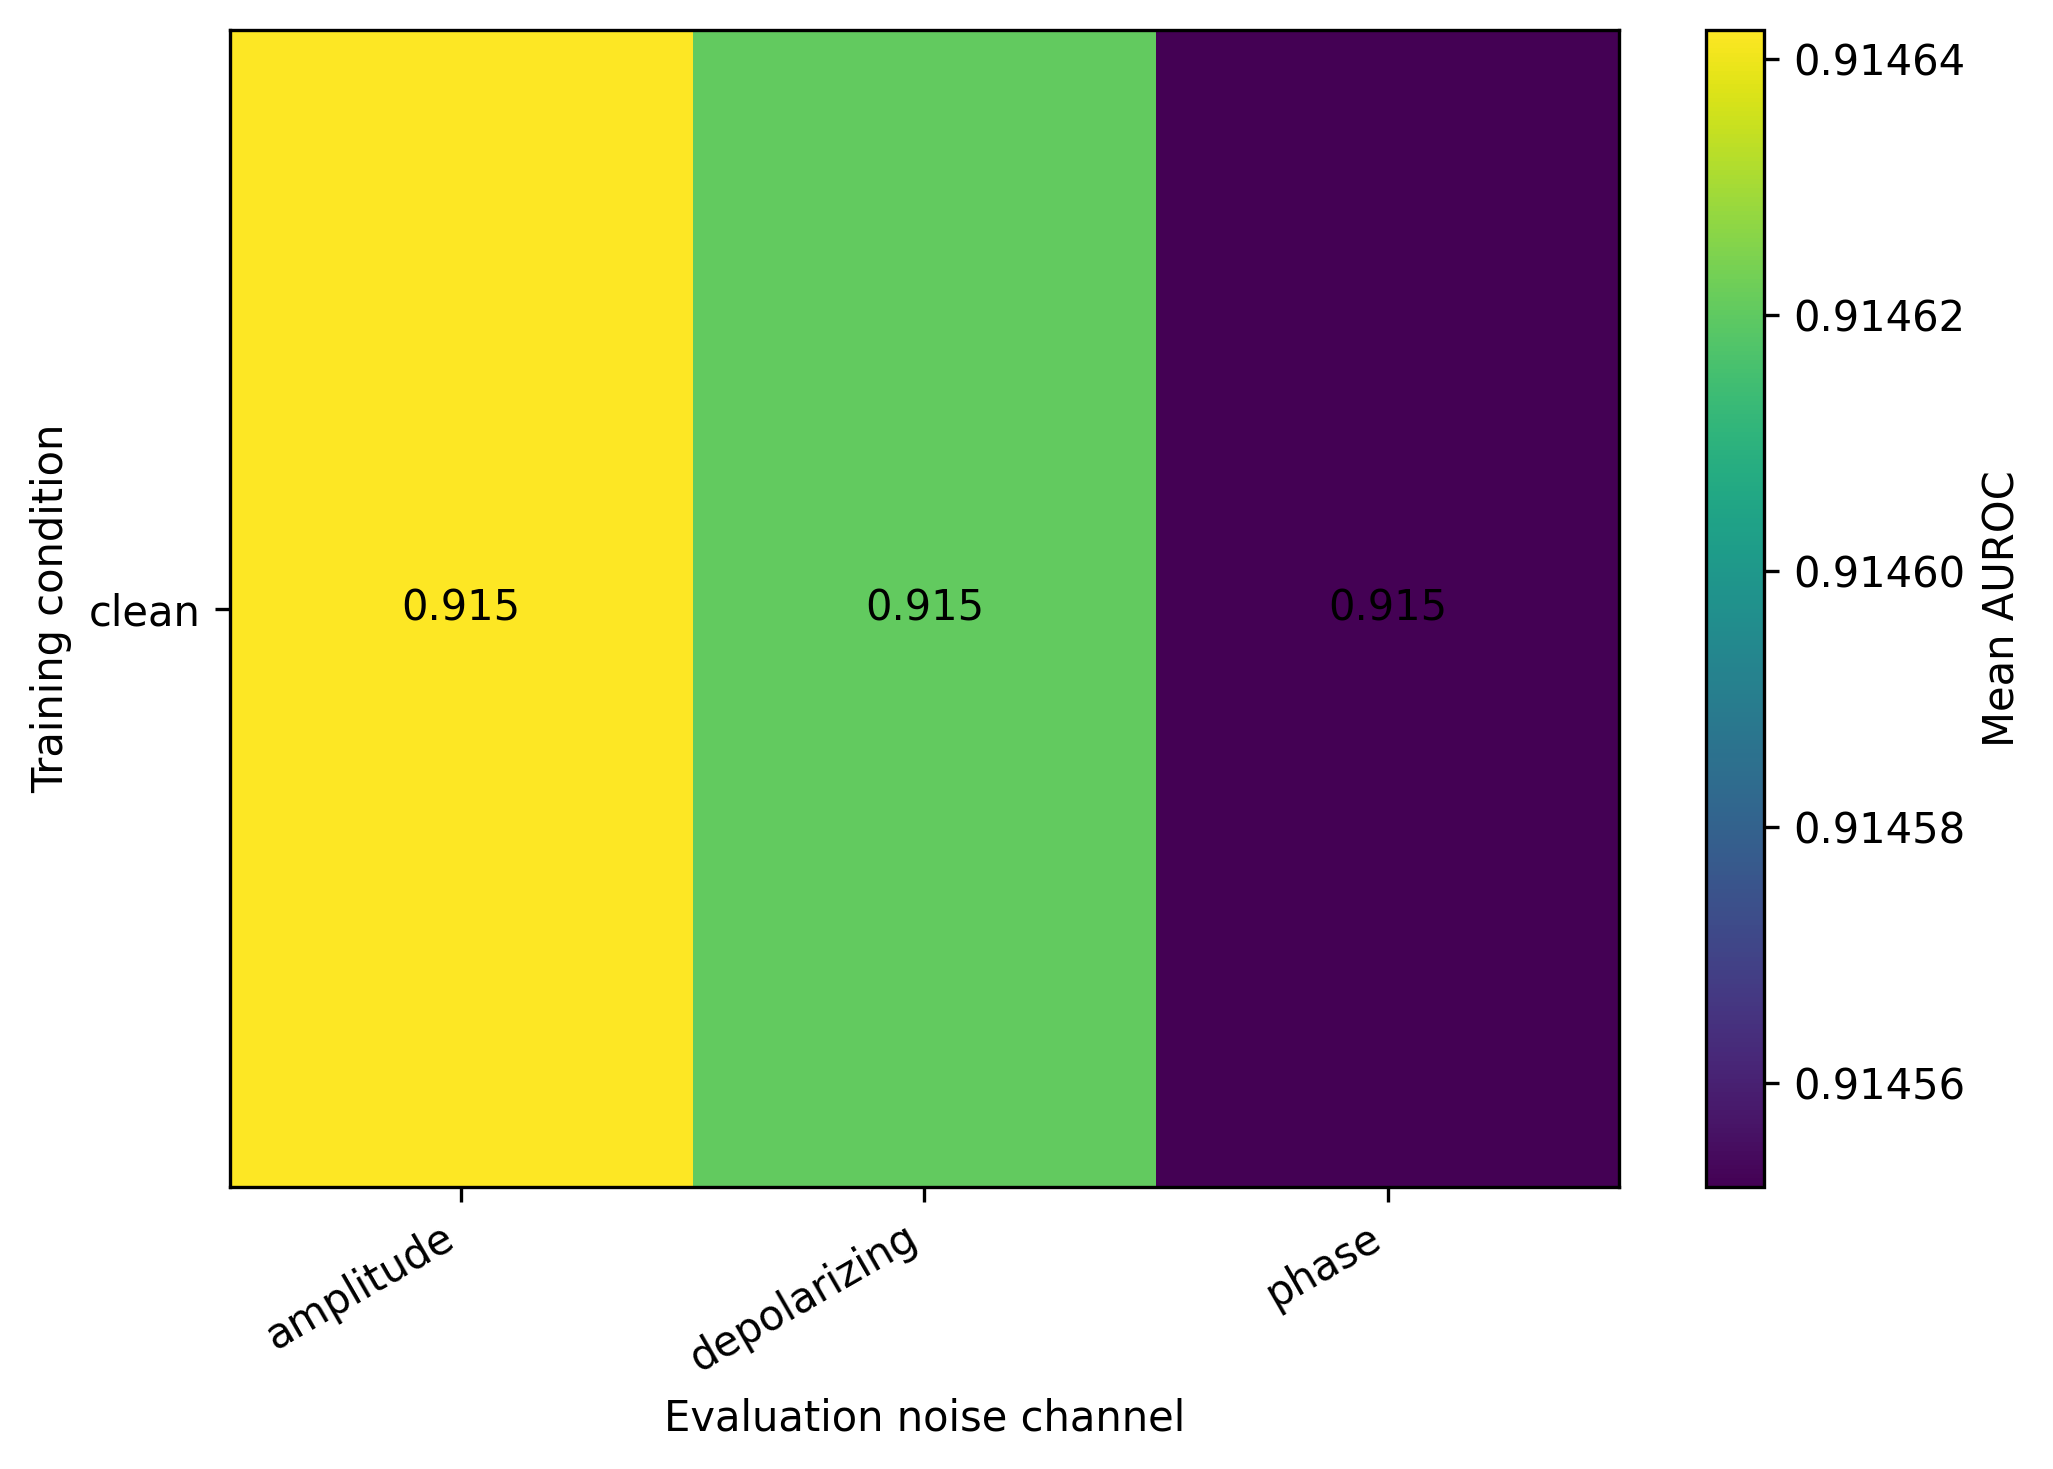 Training condition
clean
0.915
0.915
0.915
amplitude
depolarizing
phase
Evaluation noise channel
0.91464
0.91462
0.91460
0.91458
0.91456
Mean AUROC